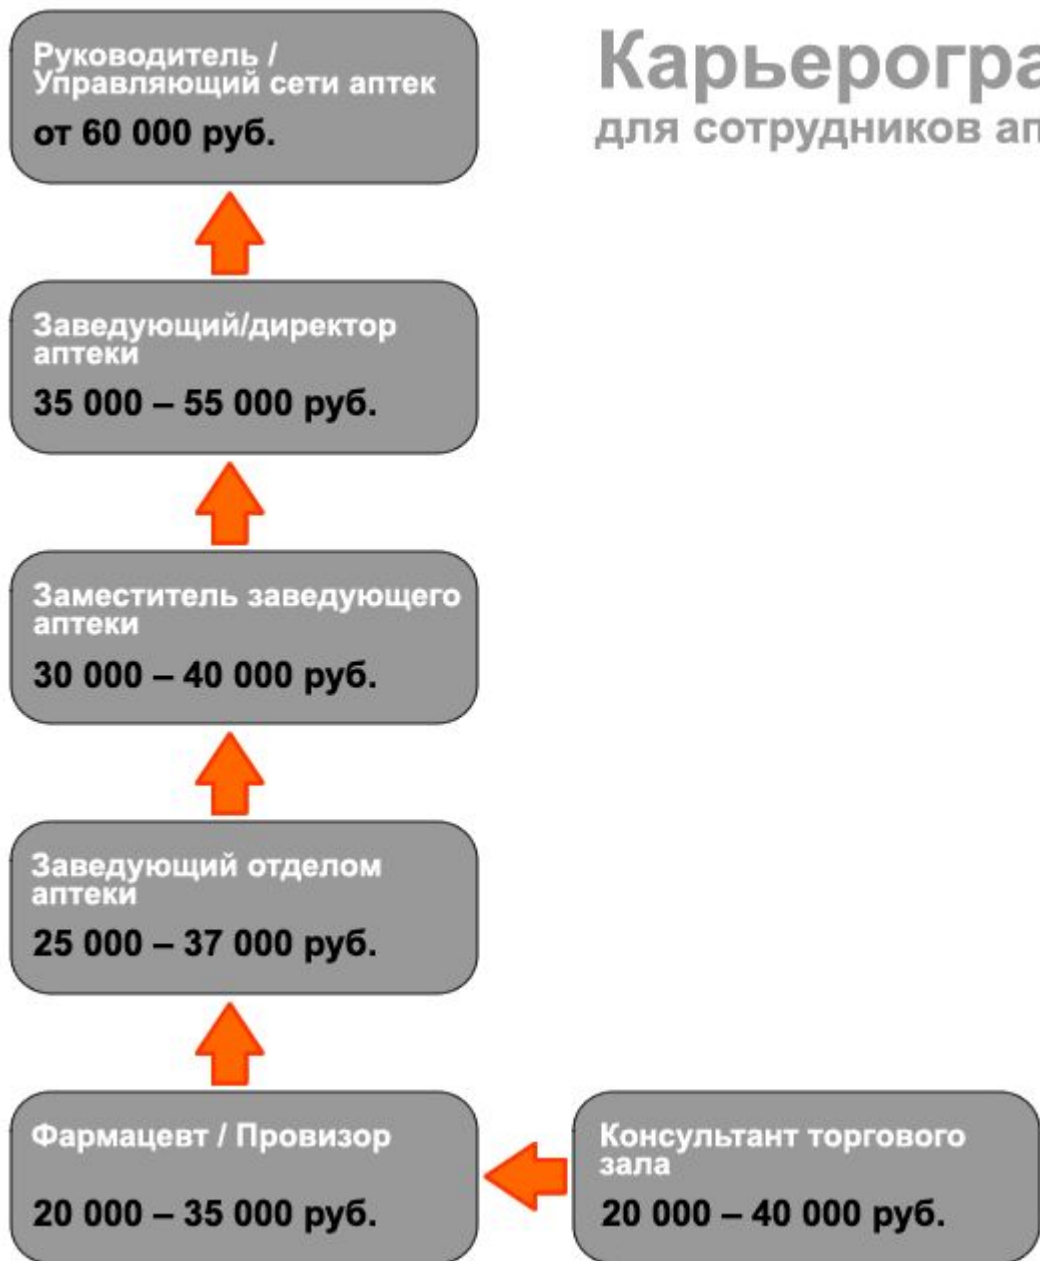 Руководитель /
Управляющий сети аптек
от 60 000 руб.
для сотрудников
Заведующий/директор
аптеки
35 000 – 55 000 руб.
Заместитель заведующего
аптеки
30 000 – 40 000 руб.
Заведующий отделом
аптеки
25 000 – 37 000 руб.
Фармацевт / Провизор
20 000 – 35 000 руб.
Консультант торгового
зала
20 000 – 40 000 руб.